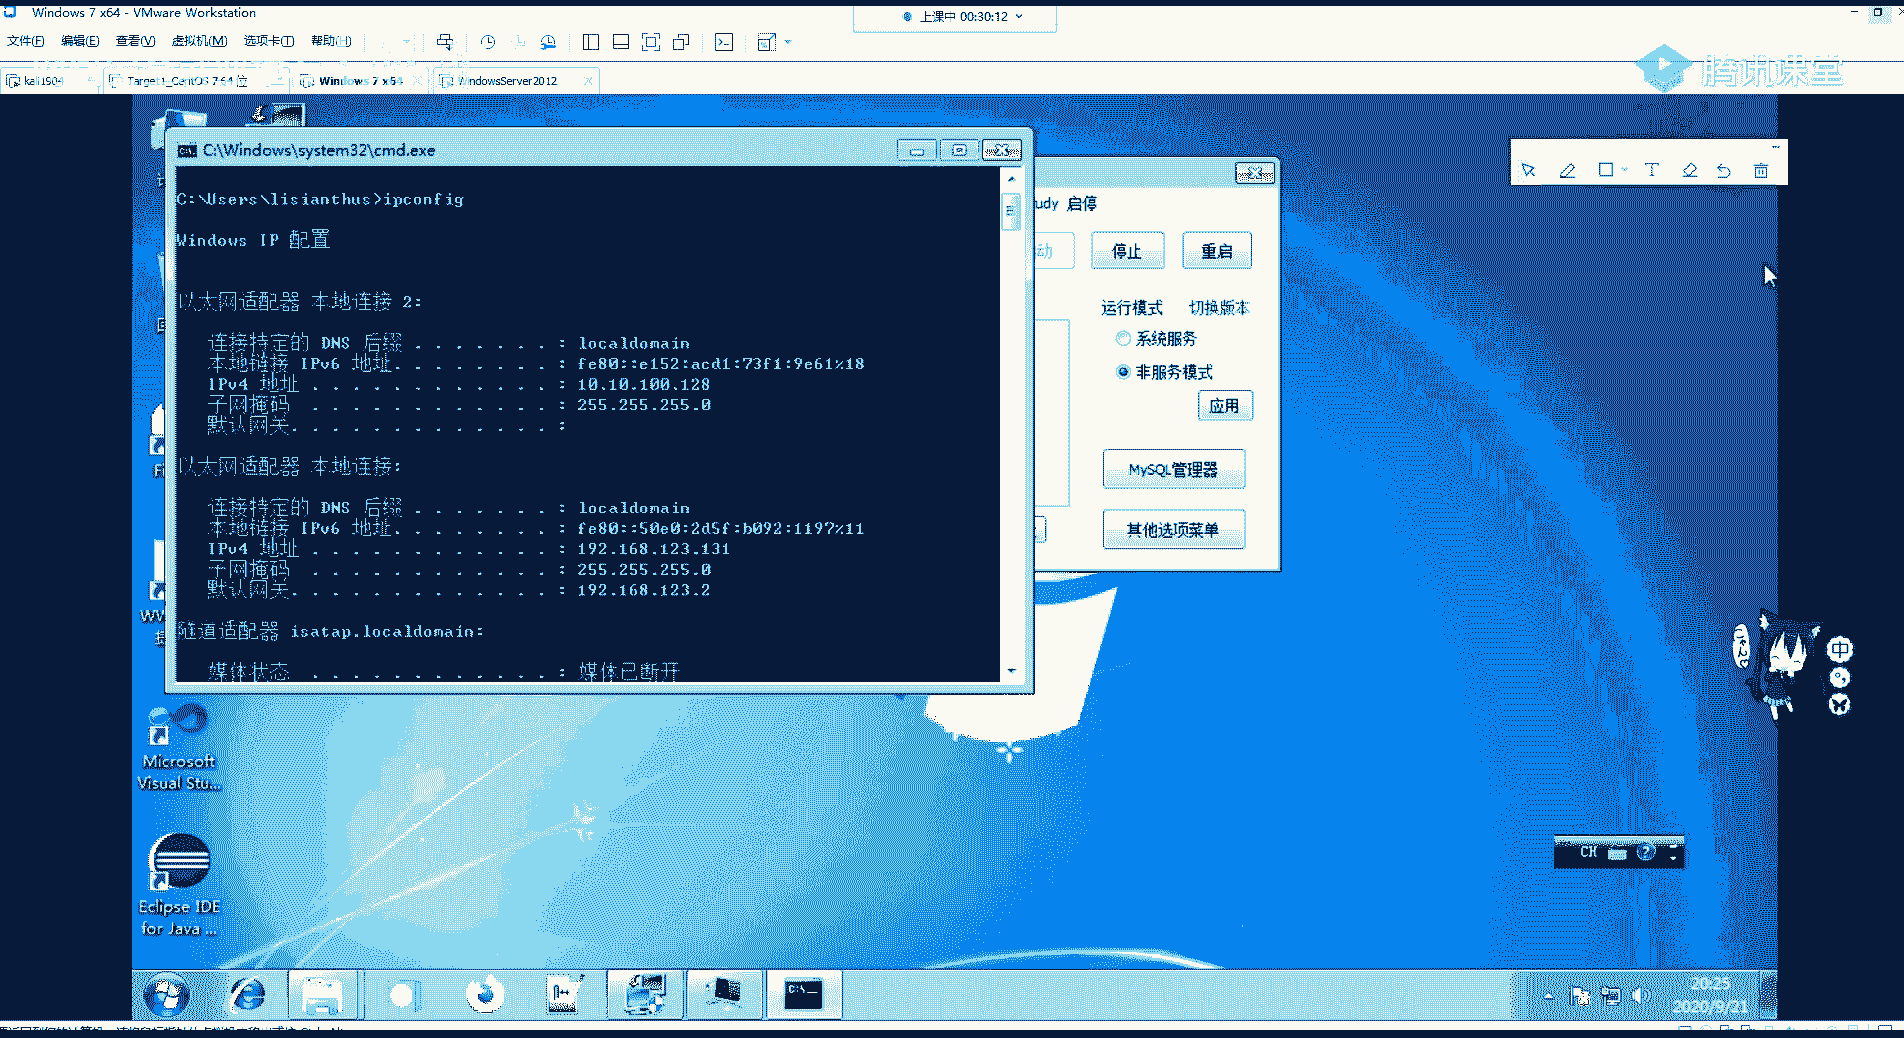 Windows 7 x64 - VMware Workstation
上课中 00:30:12
文件(F) 编辑(E) 查看(V) 虚拟机(M) 选项卡(T) 帮助(H)
kali1904
Target1_CentOS 7 64 位
Windows 7 x64
WindowsServer2012
腾讯课堂
C:\Windows\system32\cmd.exe
C:\Users\lisianthus>ipconfig
Windows IP 配置
以太网适配器 本地连接 2:
连接特定的 DNS 后缀 . . . . . . . : localdomain
本地链接 IPv6 地址. . . . . . . . : fe80::e152:acd1:73f1:9e61%18
IPv4 地址 . . . . . . . . . . . . : 10.10.100.128
子网掩码 . . . . . . . . . . . . : 255.255.255.0
默认网关. . . . . . . . . . . . . :
以太网适配器 本地连接:
连接特定的 DNS 后缀 . . . . . . . : localdomain
本地链接 IPv6 地址. . . . . . . . : fe80::50e0:2d5f:b092:1197%11
IPv4 地址 . . . . . . . . . . . . : 192.168.123.131
子网掩码 . . . . . . . . . . . . : 255.255.255.0
默认网关. . . . . . . . . . . . . : 192.168.123.2
隧道适配器 isatap.localdomain:
媒体状态 . . . . . . . . . . . . : 媒体已断开
udy 启停
动
停止
重启
运行模式 切换版本
系统服务
非服务模式
应用
MySQL管理器
其他选项菜单
中
Microsoft
Visual Stu...
Eclipse IDE
for Java ...
CH
C:\
20:25
2020/9/21